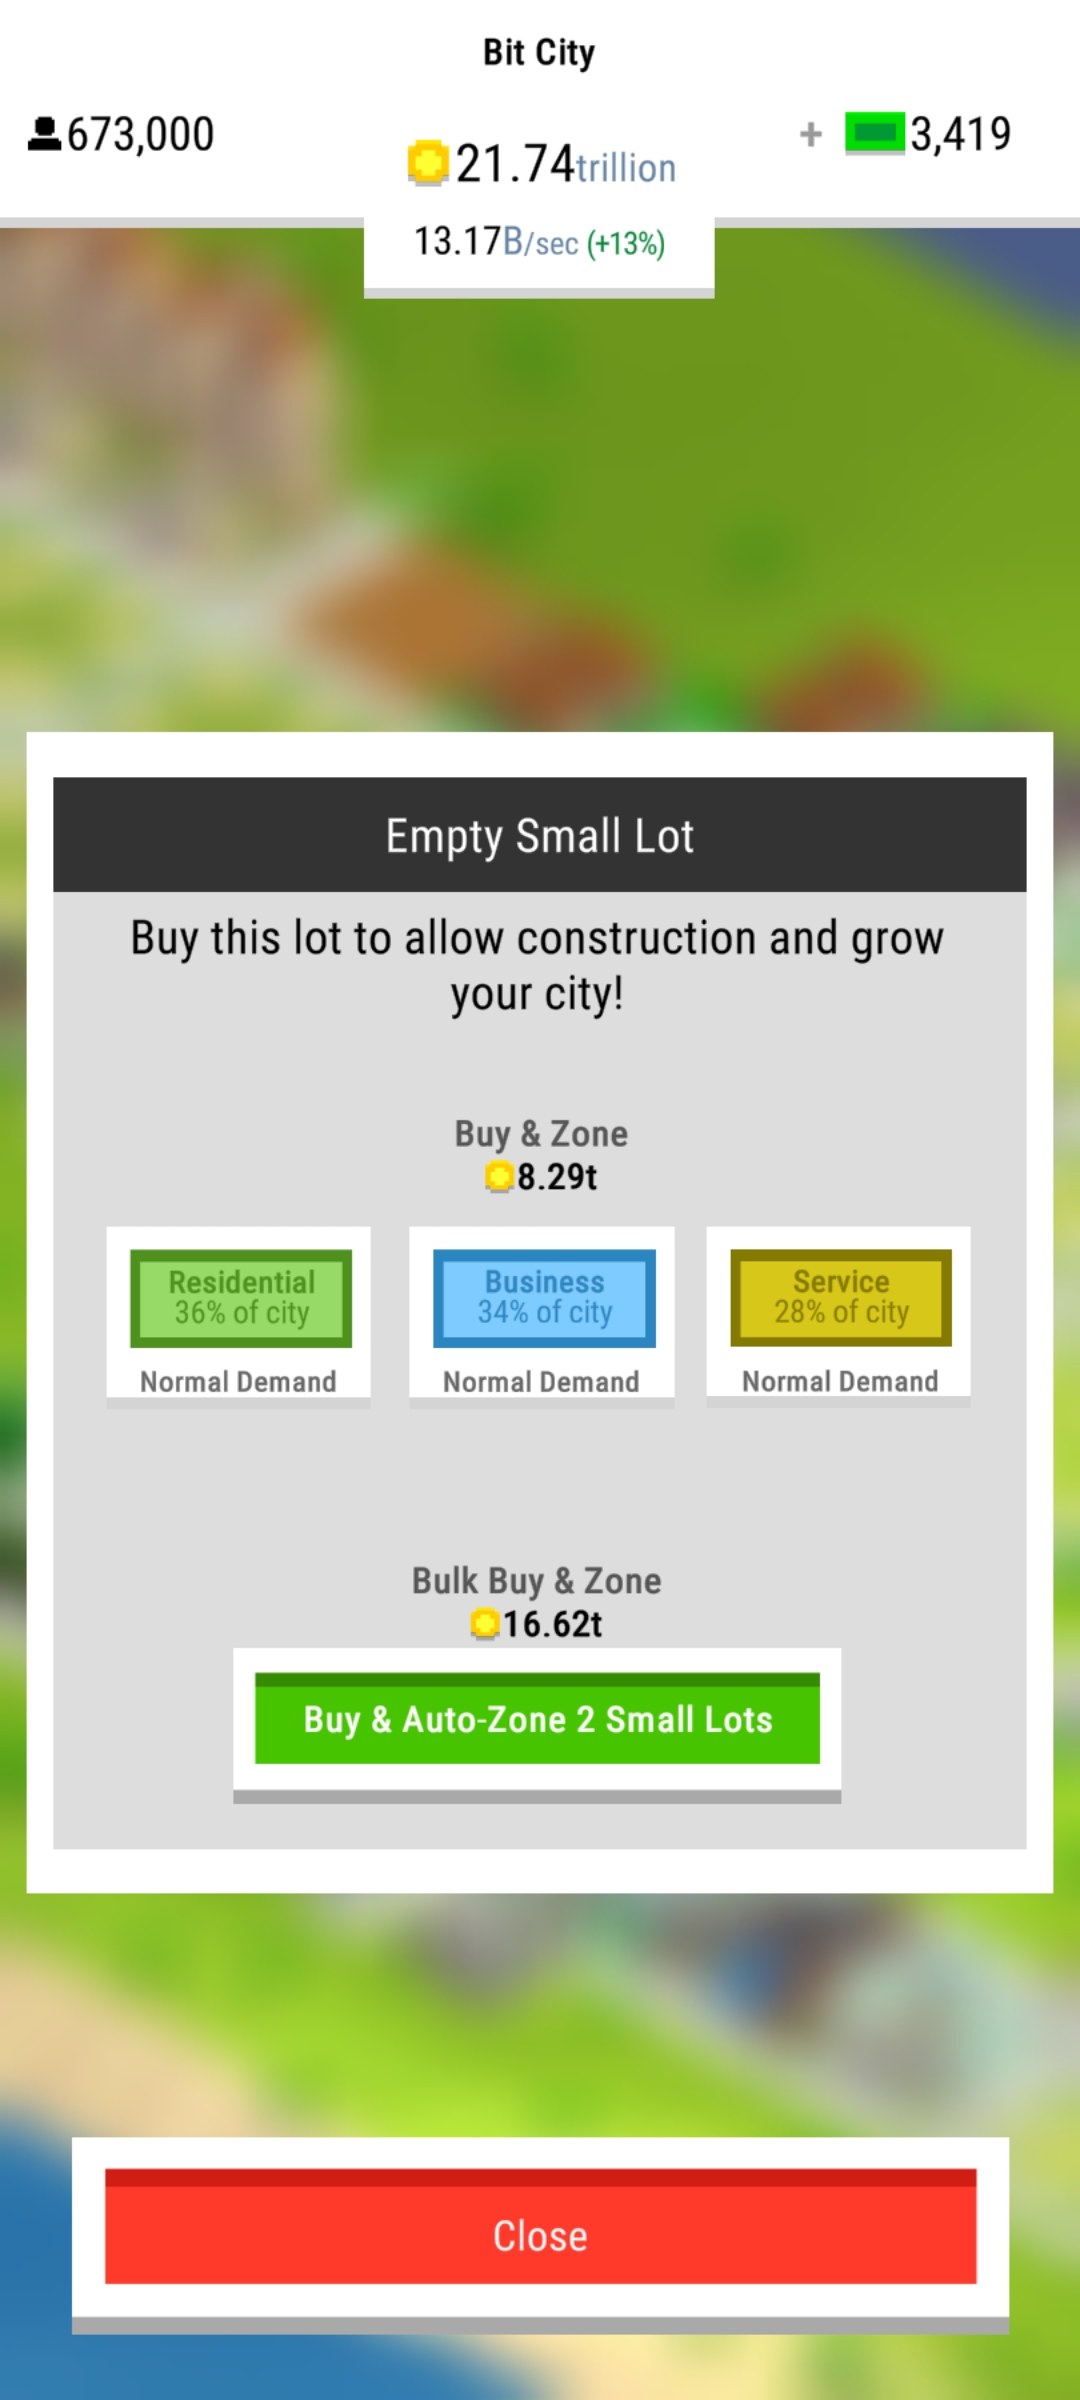 Bit City
673,000
21.74trillion
+ 3,419
13.17B/sec (+13%)
Empty Small Lot
Buy this lot to allow construction and grow
your city!
Buy & Zone
8.29t
Residential
36% of city
Normal Demand
Business
34% of city
Normal Demand
Service
28% of city
Normal Demand
Bulk Buy & Zone
16.62t
Buy & Auto-Zone 2 Small Lots
Close